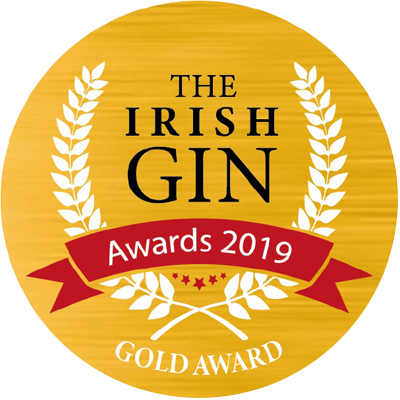 THE
IRISH
GIN
Awards 2019
GOLD AWARD